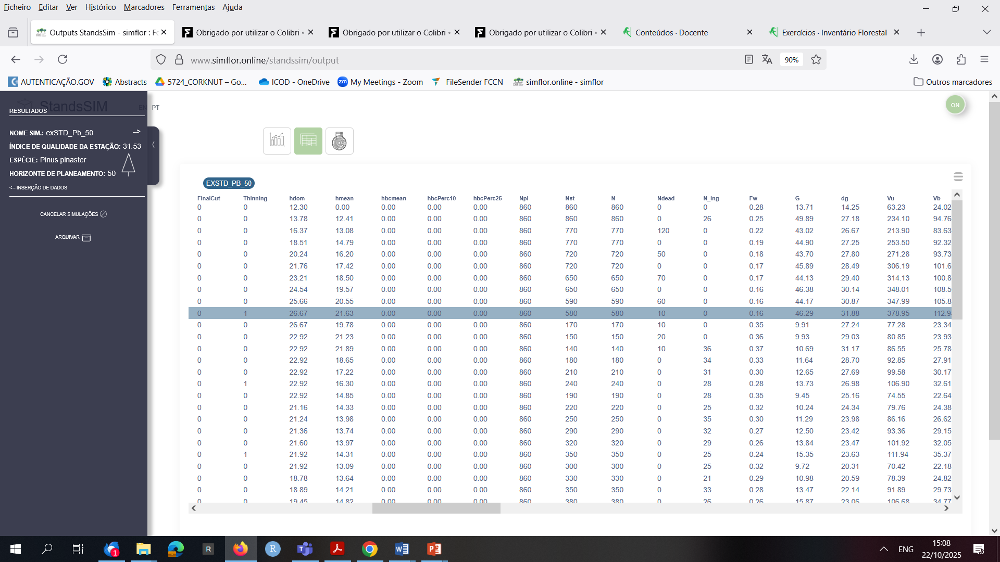 Ficheiro Editar Ver Histórico Marcadores Ferramentas Ajuda
Outputs StandsSim - simflor : Fo
Obrigado por utilizar o Colibri •
Obrigado por utilizar o Colibri •
Obrigado por utilizar o Colibri •
Conteúdos · Docente
Exercícios · Inventário Florestal
www.simflor.online/standssim/output
90%
AUTENTICAÇÃO.GOV
Abstracts
5724_CORKNUT – Go...
ICOD - OneDrive
My Meetings - Zoom
FileSender FCCN
simflor.online - simflor
Outros marcadores
StandsSIM
EN PT
ON
RESULTADOS
NOME SIM.: exSTD_Pb_50 -->
ÍNDICE DE QUALIDADE DA ESTAÇÃO: 31.53
ESPÉCIE: Pinus pinaster
HORIZONTE DE PLANEAMENTO: 50
<-- INSERÇÃO DE DADOS
CANCELAR SIMULAÇÕES
ARQUIVAR
EXSTD_PB_50
FinalCut Thinning hdom hmean hbcmean hbcPerc10 hbcPerc25 Npl Nst N Ndead N_ing Fw G dg Vu Vb
0 0 12.30 0.00 0.00 0.00 0.00 860 860 860 0 0 0.28 13.71 14.25 63.23 24.02
0 0 13.78 12.41 0.00 0.00 0.00 860 860 860 0 26 0.25 49.89 27.18 234.10 94.76
0 0 16.37 13.08 0.00 0.00 0.00 860 770 770 120 0 0.22 43.02 26.67 213.90 83.63
0 0 18.51 14.79 0.00 0.00 0.00 860 770 770 0 0 0.19 44.90 27.25 253.50 92.32
0 0 20.24 16.20 0.00 0.00 0.00 860 720 720 50 0 0.18 43.70 27.80 271.28 93.73
0 0 21.76 17.42 0.00 0.00 0.00 860 720 720 0 0 0.17 45.89 28.49 306.19 101.6
0 0 23.21 18.50 0.00 0.00 0.00 860 650 650 70 0 0.17 44.13 29.40 314.13 100.8
0 0 24.54 19.57 0.00 0.00 0.00 860 650 650 0 0 0.16 46.38 30.14 348.01 108.5
0 0 25.66 20.55 0.00 0.00 0.00 860 590 590 60 0 0.16 44.17 30.87 347.99 105.8
0 1 26.67 21.63 0.00 0.00 0.00 860 580 580 10 0 0.16 46.29 31.88 378.95 112.9
0 0 26.67 19.78 0.00 0.00 0.00 860 170 170 10 0 0.35 9.91 27.24 77.28 23.34
0 0 22.92 21.23 0.00 0.00 0.00 860 150 150 20 0 0.36 9.93 29.03 80.85 23.93
0 0 22.92 21.89 0.00 0.00 0.00 860 140 140 10 36 0.37 10.69 31.17 86.55 25.78
0 0 22.92 18.65 0.00 0.00 0.00 860 180 180 0 34 0.33 11.64 28.70 92.85 27.91
0 0 22.92 17.22 0.00 0.00 0.00 860 210 210 0 31 0.30 12.65 27.69 99.58 30.17
0 1 22.92 16.30 0.00 0.00 0.00 860 240 240 0 28 0.28 13.73 26.98 106.90 32.61
0 0 22.92 14.85 0.00 0.00 0.00 860 190 190 0 28 0.35 9.45 25.16 74.55 22.64
0 0 21.16 14.33 0.00 0.00 0.00 860 220 220 0 25 0.32 10.24 24.34 79.76 24.38
0 0 21.24 13.98 0.00 0.00 0.00 860 250 250 0 35 0.30 11.29 23.98 86.16 26.62
0 0 21.36 13.74 0.00 0.00 0.00 860 290 290 0 32 0.27 12.50 23.42 93.36 29.15
0 0 21.60 13.97 0.00 0.00 0.00 860 320 320 0 29 0.26 13.84 23.47 101.92 32.05
0 1 21.92 14.31 0.00 0.00 0.00 860 350 350 0 25 0.24 15.35 23.63 111.94 35.37
0 0 21.92 13.09 0.00 0.00 0.00 860 300 300 0 25 0.32 9.72 20.31 70.42 22.18
0 0 18.78 13.64 0.00 0.00 0.00 860 330 330 0 21 0.29 10.98 20.59 78.39 24.82
0 0 18.89 14.21 0.00 0.00 0.00 860 350 350 0 33 0.28 13.47 22.14 91.89 29.73
0 0 19.45 14.82 0.00 0.00 0.00 860 380 380 0 26 0.26 15.87 23.06 106.68 34.77
ENG
15:08
22/10/2025